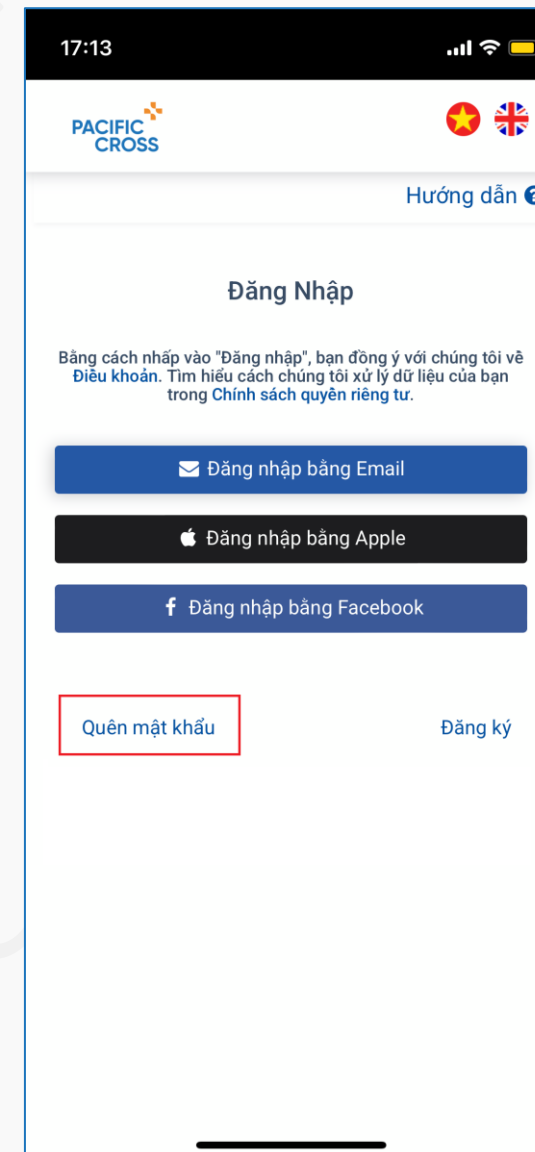 17:13
PACIFIC
CROSS
Hướng dẫn
Đăng Nhập
Bằng cách nhấp vào "Đăng nhập", bạn đồng ý với chúng tôi về
Điều khoản. Tìm hiểu cách chúng tôi xử lý dữ liệu của bạn
trong Chính sách quyền riêng tư.
Đăng nhập bằng Email
Đăng nhập bằng Apple
Đăng nhập bằng Facebook
Quên mật khẩu
Đăng ký